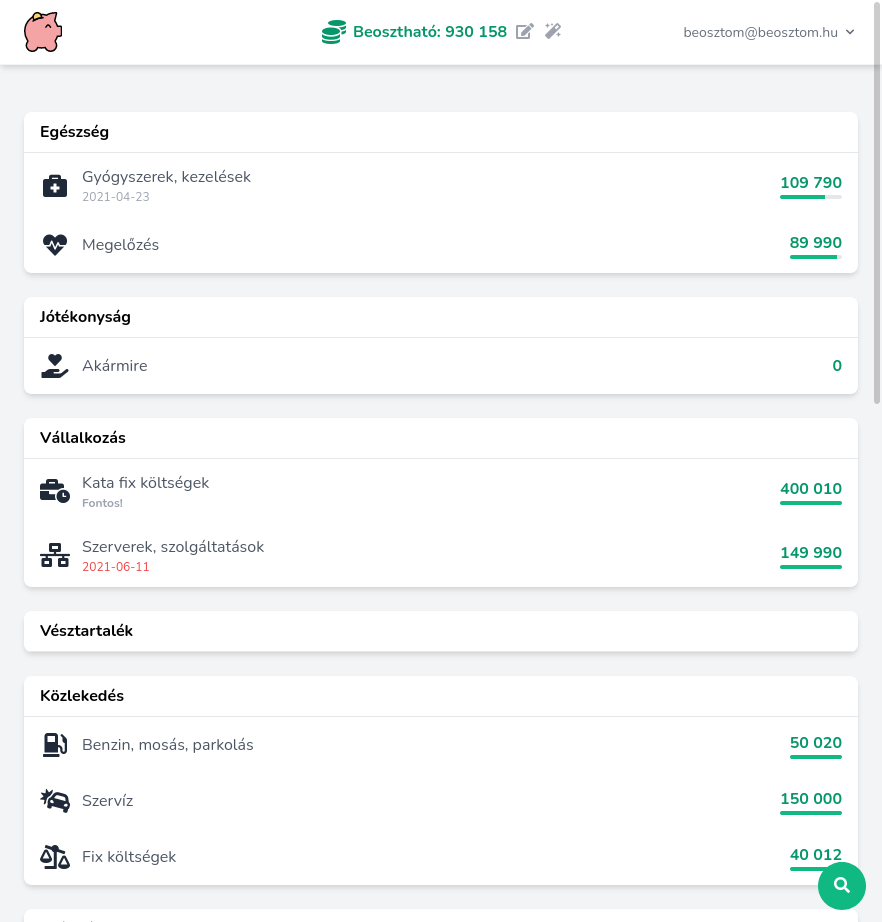 Beosztható: 930 158
beosztom@beosztom.hu
Egészség
Gyógyszerek, kezelések
109 790
2021-04-23
Megelőzés
89 990
Jótékonyság
Akármire
0
Vállalkozás
Kata fix költségek
400 010
Fontos!
Szerverek, szolgáltatások
149 990
2021-06-11
Vésztartalék
Közlekedés
Benzin, mosás, parkolás
50 020
Szervíz
150 000
Fix költségek
40 012